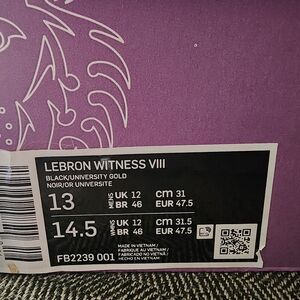 LEBRON WITNESS VIII
BLACK/UNIVERSITY GOLD
NOIR/OR UNIVERSITE
13 MENS UK 12 CM 31
BR 46 EUR 47.5
14.5 WMNS UK 12 CM 31.5
BR 46 EUR 47.5
MADE IN VIETNAM /
FABRIQUÉ AU VIETNAM /
FABRICADO NO VIETNÃ /
HECHO EN VIETNAM
FB2239 001